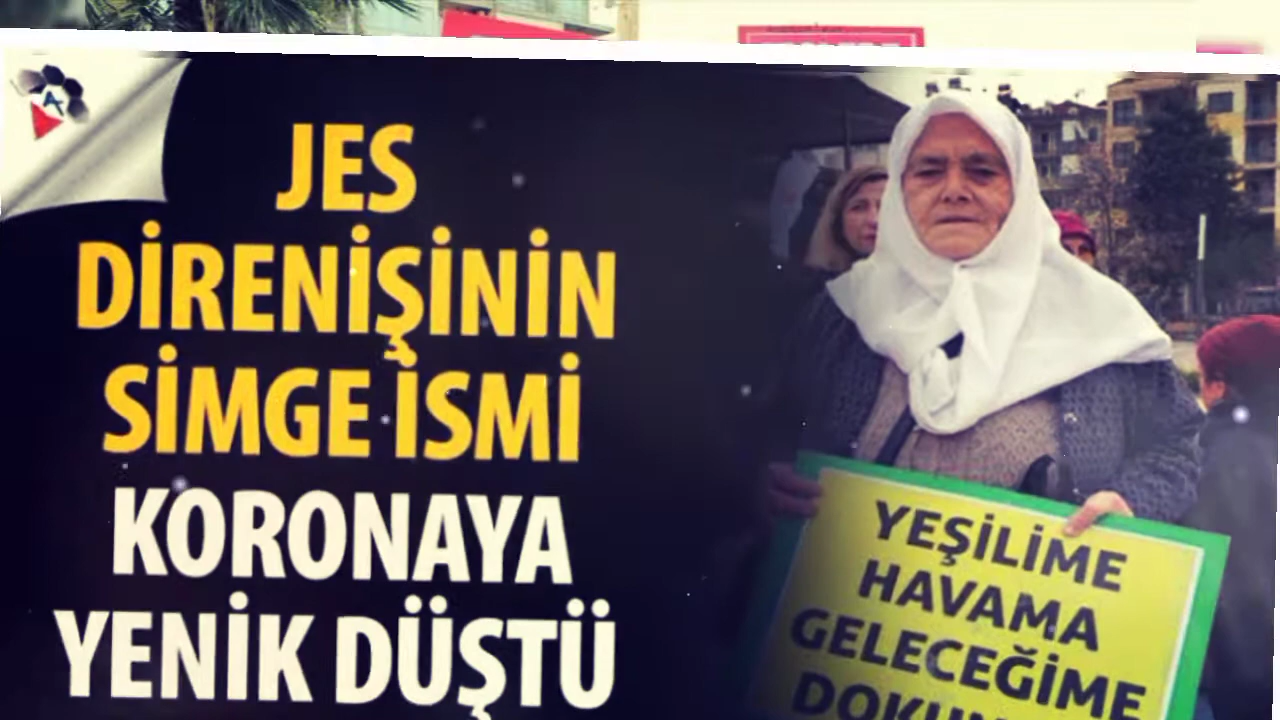 JES
DİRENİŞİNİN
SİMGE İSMİ
KORONAYA
YENİK DÜŞTÜ
YEŞİLİME
HAVAMA
GELECEĞİME